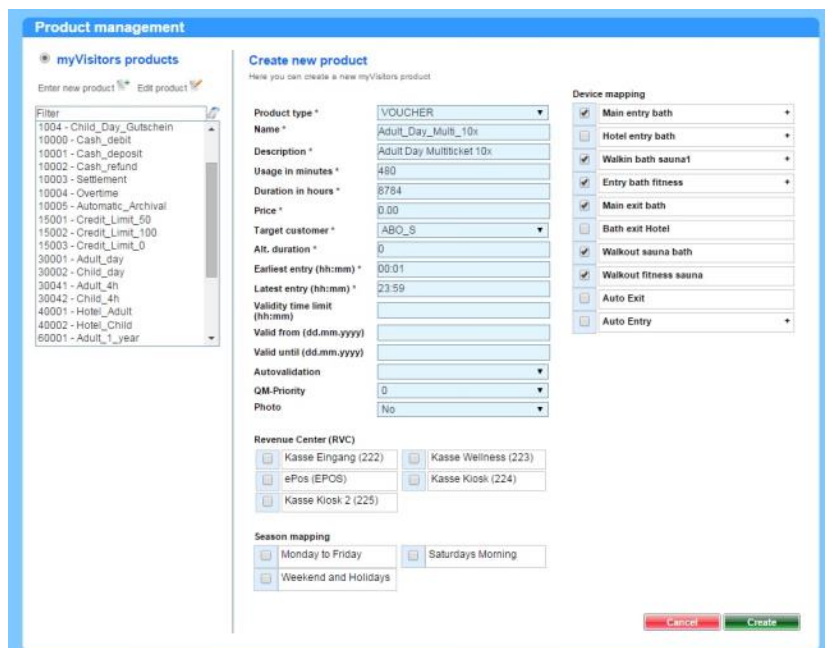 Product management
myVisitors products
Enter new product Edit product
Filter
1004 - Child_Day_Gutschein
10000 - Cash_debit
10001 - Cash_deposit
10002 - Cash_refund
10003 - Settlement
10004 - Overtime
10005 - Automatic_Archival
15001 - Credit_Limit_50
15002 - Credit_Limit_100
15003 - Credit_Limit_0
30001 - Adult_day
30002 - Child_day
30041 - Adult_4h
30042 - Child_4h
40001 - Hotel_Adult
40002 - Hotel_Child
60001 - Adult_1_year
Create new product
Here you can create a new myVisitors product
Product type * VOUCHER
Name * Adult_Day_Multi_10x
Description * Adult Day Multiticket 10x
Usage in minutes * 480
Duration in hours * 8784
Price * 0.00
Target customer * ABO_S
Alt. duration * 0
Earliest entry (hh:mm) * 00:01
Latest entry (hh:mm) * 23:59
Validity time limit
(hh:mm)
Valid from (dd.mm.yyyy)
Valid until (dd.mm.yyyy)
Autovalidation
QM-Priority 0
Photo No
Revenue Center (RVC)
Kasse Eingang (222) Kasse Wellness (223)
ePos (EPOS) Kasse Kiosk (224)
Kasse Kiosk 2 (225)
Season mapping
Monday to Friday Saturdays Morning
Weekend and Holidays
Device mapping
Main entry bath +
Hotel entry bath +
Walkin bath sauna1 +
Entry bath fitness +
Main exit bath
Bath exit Hotel
Walkout sauna bath
Walkout fitness sauna
Auto Exit
Auto Entry +
Cancel Create